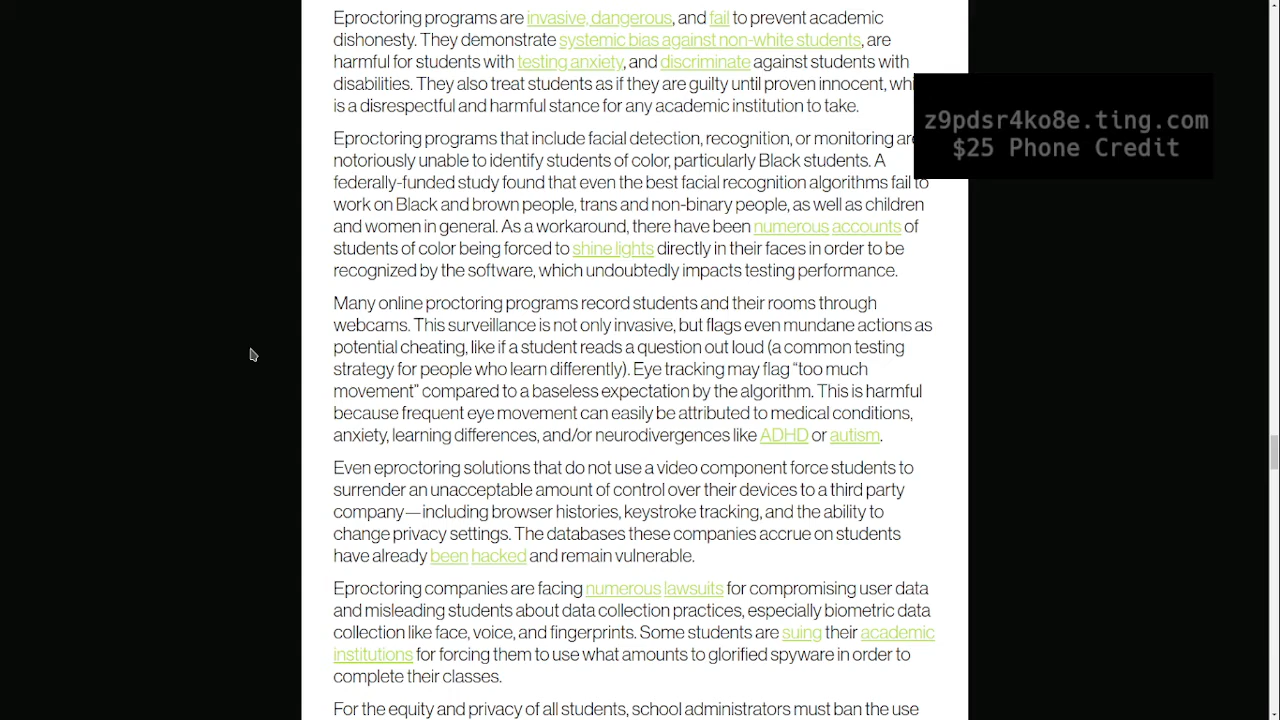 Eproctoring programs are invasive, dangerous, and fail to prevent academic
dishonesty. They demonstrate systemic bias against non-white students, are
harmful for students with testing anxiety, and discriminate against students with
disabilities. They also treat students as if they are guilty until proven innocent, whi
is a disrespectful and harmful stance for any academic institution to take.
z9pdsr4ko8e.ting.com
$25 Phone Credit
Eproctoring programs that include facial detection, recognition, or monitoring are
notoriously unable to identify students of color, particularly Black students. A
federally-funded study found that even the best facial recognition algorithms fail to
work on Black and brown people, trans and non-binary people, as well as children
and women in general. As a workaround, there have been numerous accounts of
students of color being forced to shine lights directly in their faces in order to be
recognized by the software, which undoubtedly impacts testing performance.
Many online proctoring programs record students and their rooms through
webcams. This surveillance is not only invasive, but flags even mundane actions as
potential cheating, like if a student reads a question out loud (a common testing
strategy for people who learn differently). Eye tracking may flag “too much
movement” compared to a baseless expectation by the algorithm. This is harmful
because frequent eye movement can easily be attributed to medical conditions,
anxiety, learning differences, and/or neurodivergences like ADHD or autism.
Even eproctoring solutions that do not use a video component force students to
surrender an unacceptable amount of control over their devices to a third party
company—including browser histories, keystroke tracking, and the ability to
change privacy settings. The databases these companies accrue on students
have already been hacked and remain vulnerable.
Eproctoring companies are facing numerous lawsuits for compromising user data
and misleading students about data collection practices, especially biometric data
collection like face, voice, and fingerprints. Some students are suing their academic
institutions for forcing them to use what amounts to glorified spyware in order to
complete their classes.
For the equity and privacy of all students, school administrators must ban the use